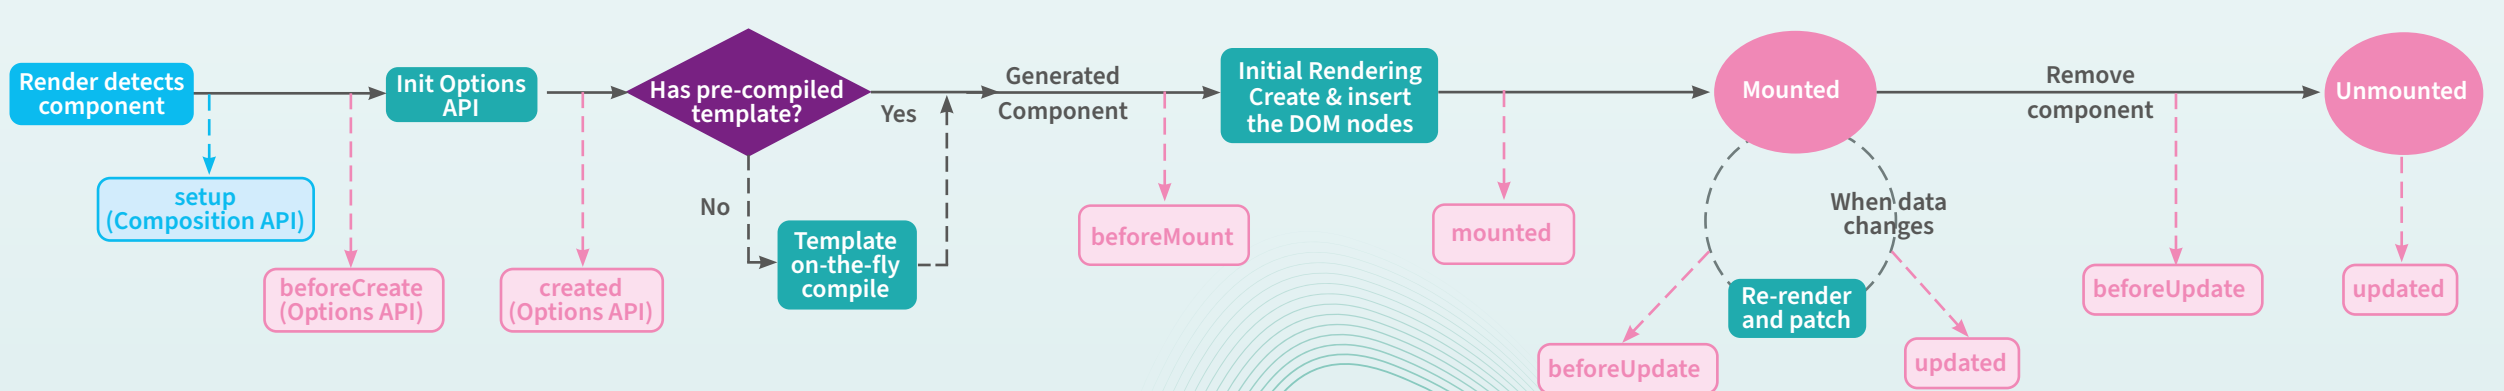 Render detects
component
setup
(Composition API)
beforeCreate
(Options API)
Init Options
API
created
(Options API)
Has pre-compiled
template?
Yes
No
Template
on-the-fly
compile
Generated
Component
beforeMount
Initial Rendering
Create & insert
the DOM nodes
mounted
Mounted
When data
changes
Re-render
and patch
beforeUpdate
updated
Remove
component
beforeUpdate
Unmounted
updated